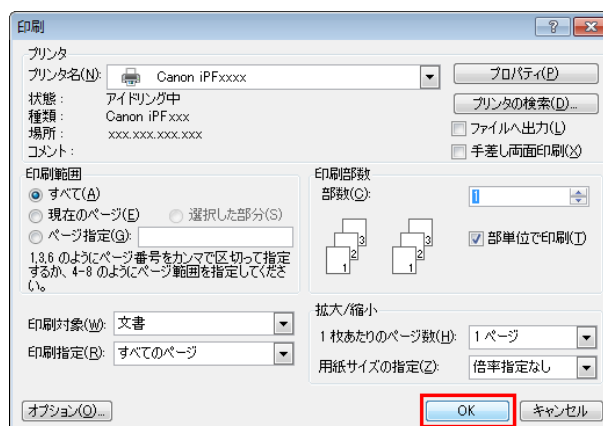 印刷
プリンタ
プリンタ名(N): Canon iPFxxxx プロパティ(P)
状態： アイドリング中 プリンタの検索(D)...
種類： Canon iPFxxx
場所： xxx.xxx.xxx.xxx ファイルへ出力(L)
コメント： 手差し両面印刷(X)
印刷範囲
すべて(A)
現在のページ(E) 選択した部分(S)
ページ指定(G):
1,3,6 のようにページ番号をカンマで区切って指定
するか、4-8 のようにページ範囲を指定してくださ
い。
印刷部数
部数(C): 1
1 2 3 1 2 3 部単位で印刷(T)
印刷対象(W): 文書
印刷指定(R): すべてのページ
拡大/縮小
1 枚あたりのページ数(H): 1 ページ
用紙サイズの指定(Z): 倍率指定なし
オプション(O)... OK キャンセル